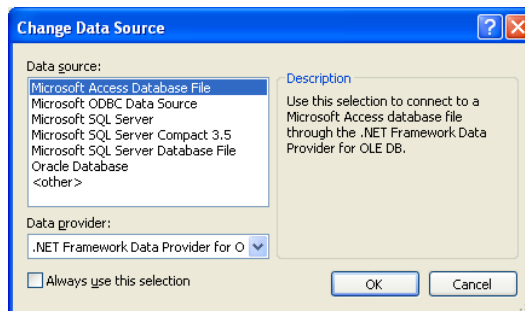 Change Data Source
Data source:
Microsoft Access Database File
Microsoft ODBC Data Source
Microsoft SQL Server
Microsoft SQL Server Compact 3.5
Microsoft SQL Server Database File
Oracle Database
<other>
Description
Use this selection to connect to a
Microsoft Access database file
through the .NET Framework Data
Provider for OLE DB.
Data provider:
.NET Framework Data Provider for O
Always use this selection
OK
Cancel